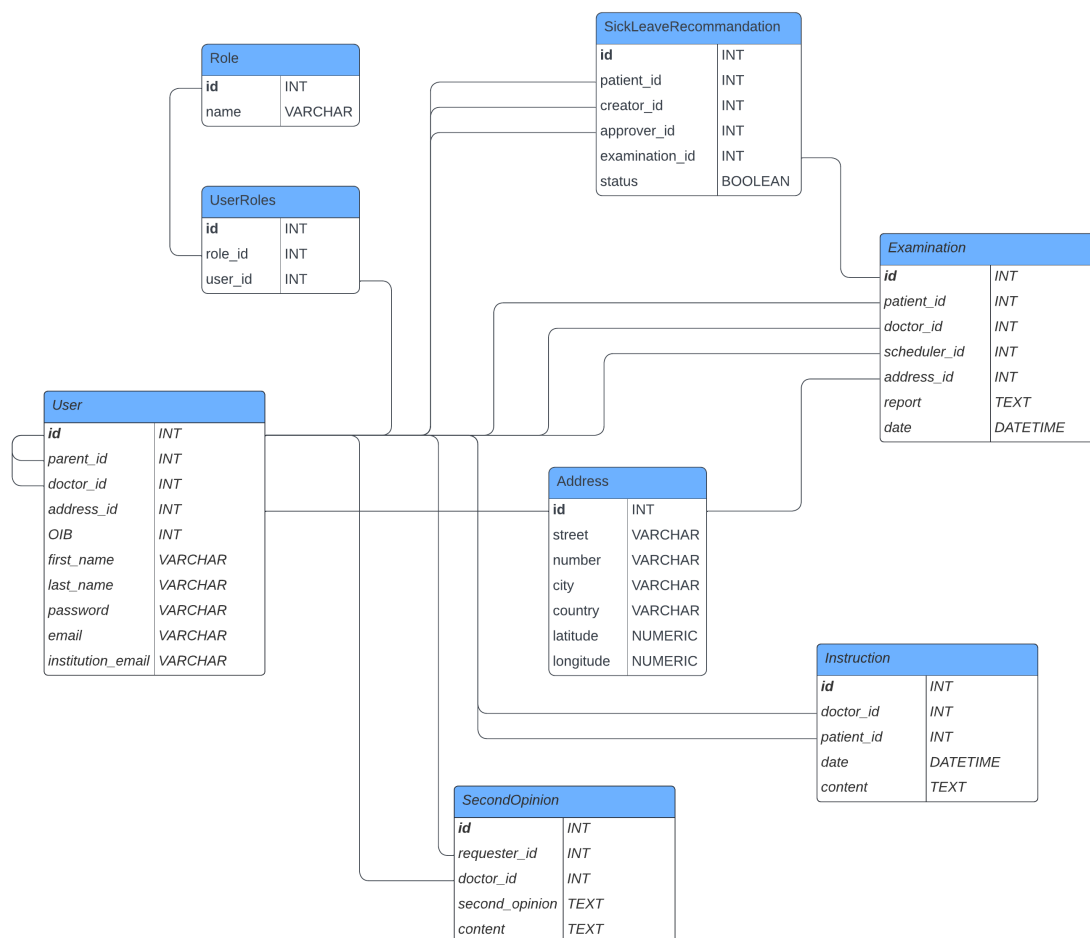 SickLeaveRecommandation
id INT
patient_id INT
creator_id INT
approver_id INT
examination_id INT
status BOOLEAN
Role
id INT
name VARCHAR
UserRoles
id INT
role_id INT
user_id INT
Examination
id INT
patient_id INT
doctor_id INT
scheduler_id INT
address_id INT
report TEXT
date DATETIME
User
id INT
parent_id INT
doctor_id INT
address_id INT
OIB INT
first_name VARCHAR
last_name VARCHAR
password VARCHAR
email VARCHAR
institution_email VARCHAR
Address
id INT
street VARCHAR
number VARCHAR
city VARCHAR
country VARCHAR
latitude NUMERIC
longitude NUMERIC
Instruction
id INT
doctor_id INT
patient_id INT
date DATETIME
content TEXT
SecondOpinion
id INT
requester_id INT
doctor_id INT
second_opinion TEXT
content TEXT